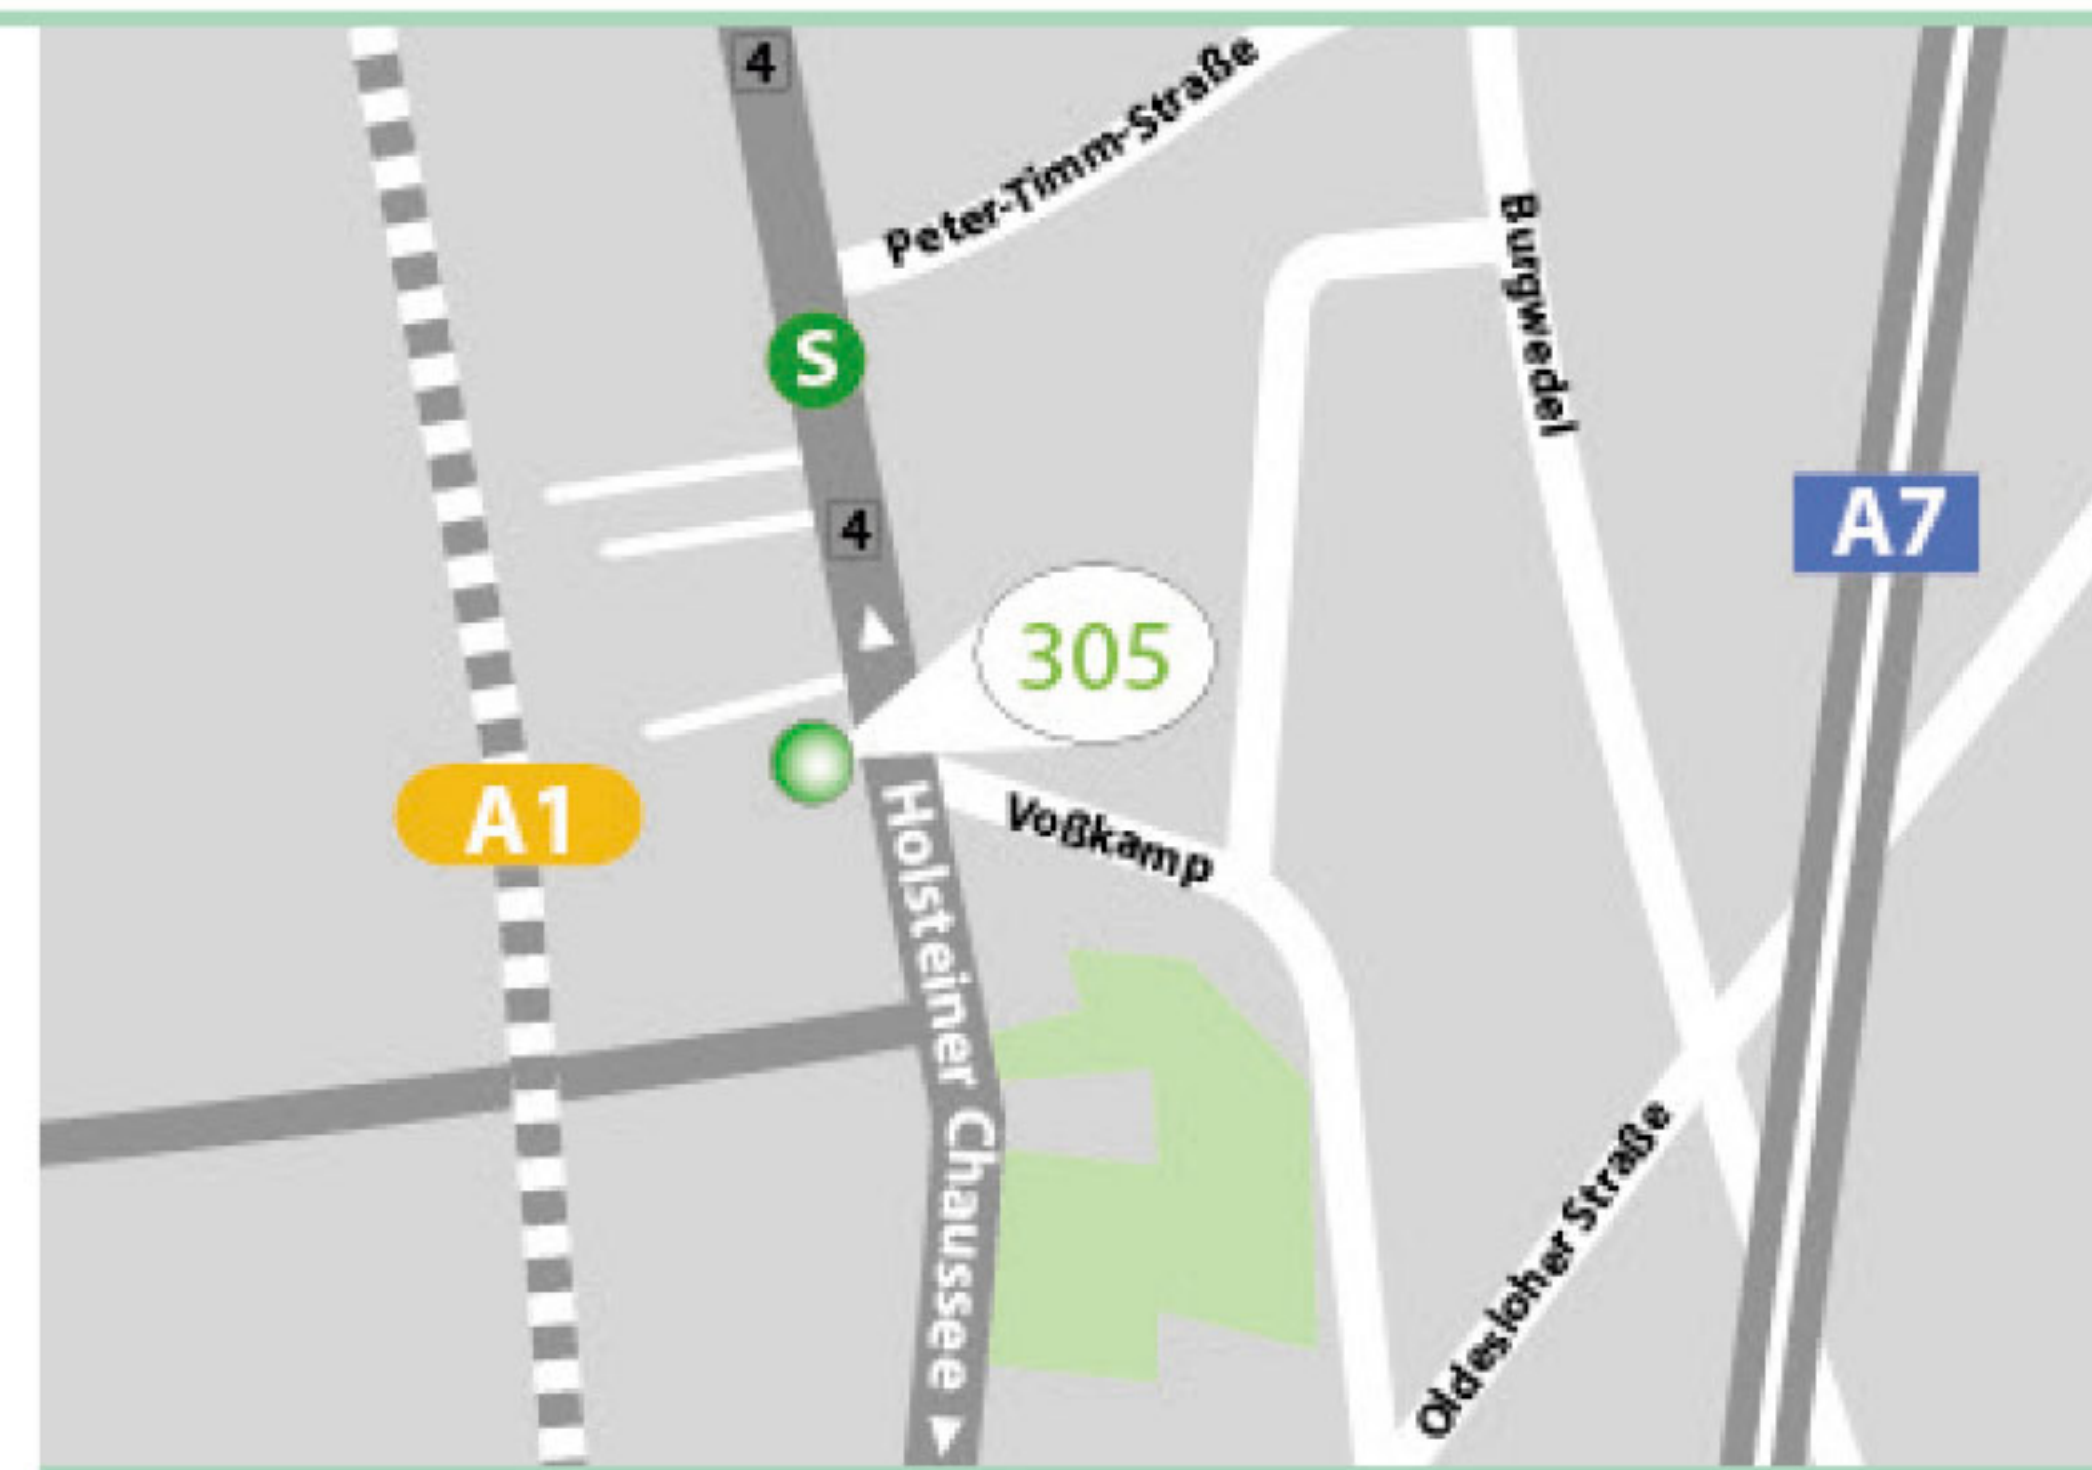 4
Peter-Timm-Straße
Burgwedel
S
A7
4
305
A1
Voßkamp
Holsteiner Chaussee
Oldesloher Straße